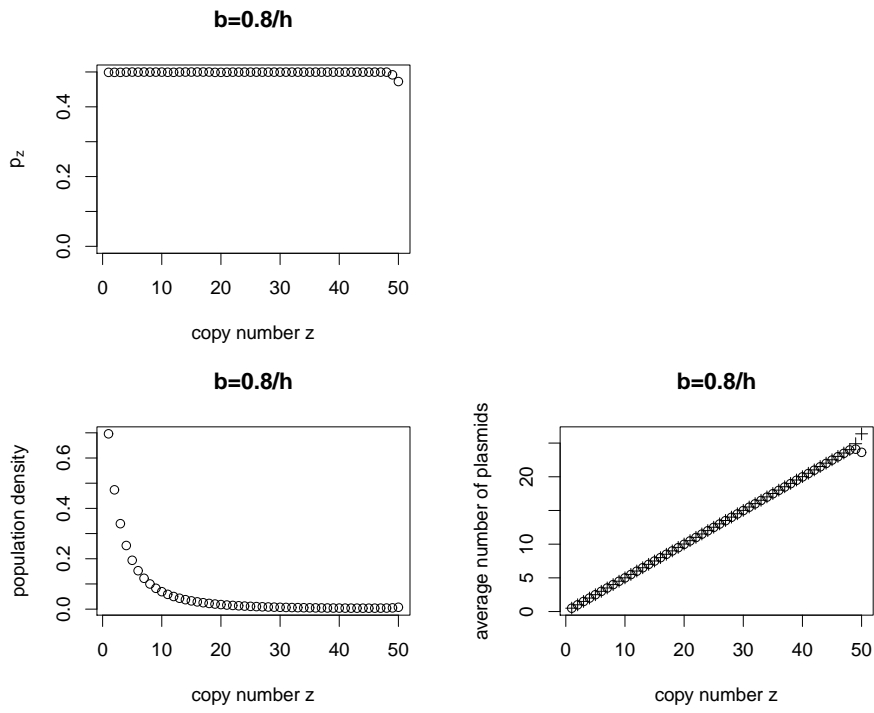 b=0.8/h
p_z
0.0 0.2 0.4
0 10 20 30 40 50
copy number z
b=0.8/h
population density
0.0 0.2 0.4 0.6
0 10 20 30 40 50
copy number z
b=0.8/h
average number of plasmids
0 5 10 20
0 10 20 30 40 50
copy number z